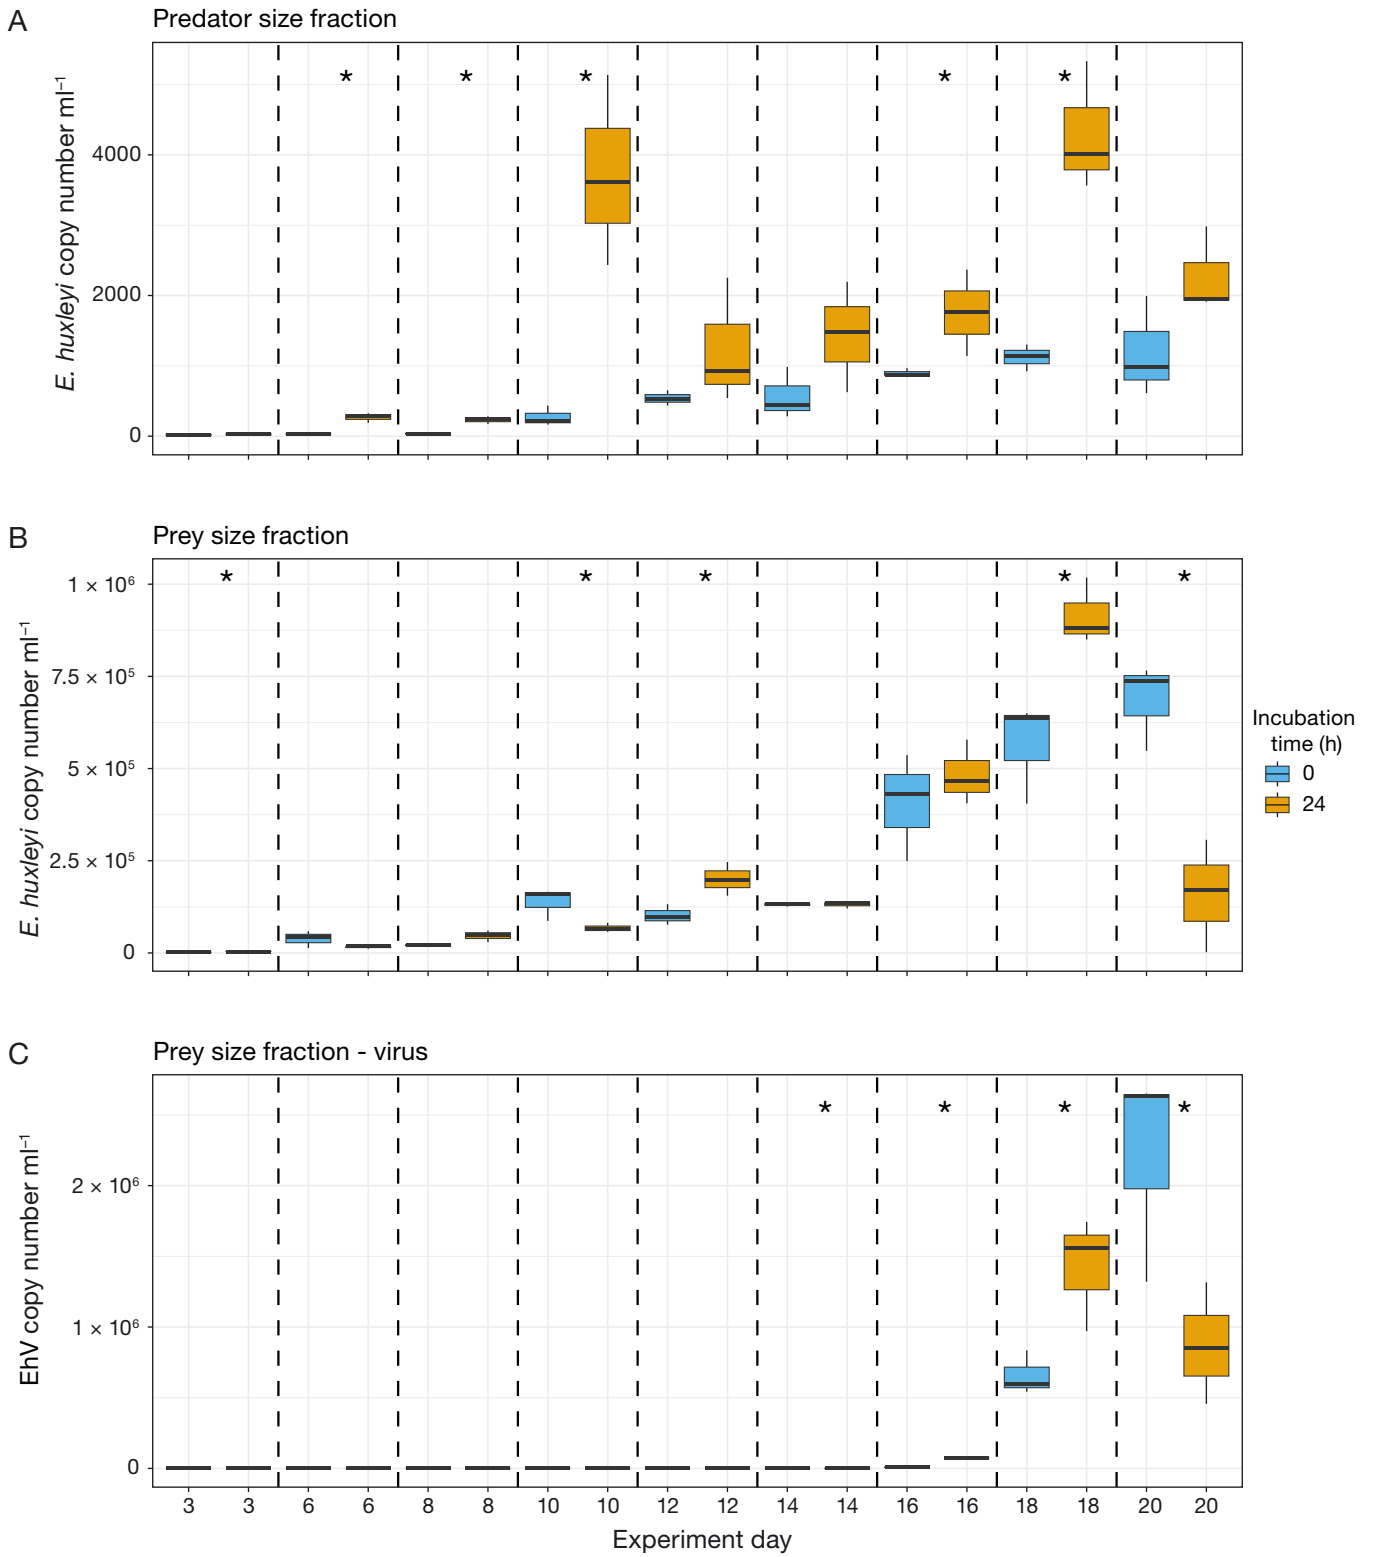 A
Predator size fraction
* * * * *
E. huxleyi copy number ml⁻¹
4000
2000
0
B
Prey size fraction
* * * * *
E. huxleyi copy number ml⁻¹
1 × 10⁶
7.5 × 10⁵
5 × 10⁵
2.5 × 10⁵
0
Incubation
time (h)
0
24
C
Prey size fraction - virus
* * * *
EhV copy number ml⁻¹
2 × 10⁶
1 × 10⁶
0
3 3 6 6 8 8 10 10 12 12 14 14 16 16 18 18 20 20
Experiment day